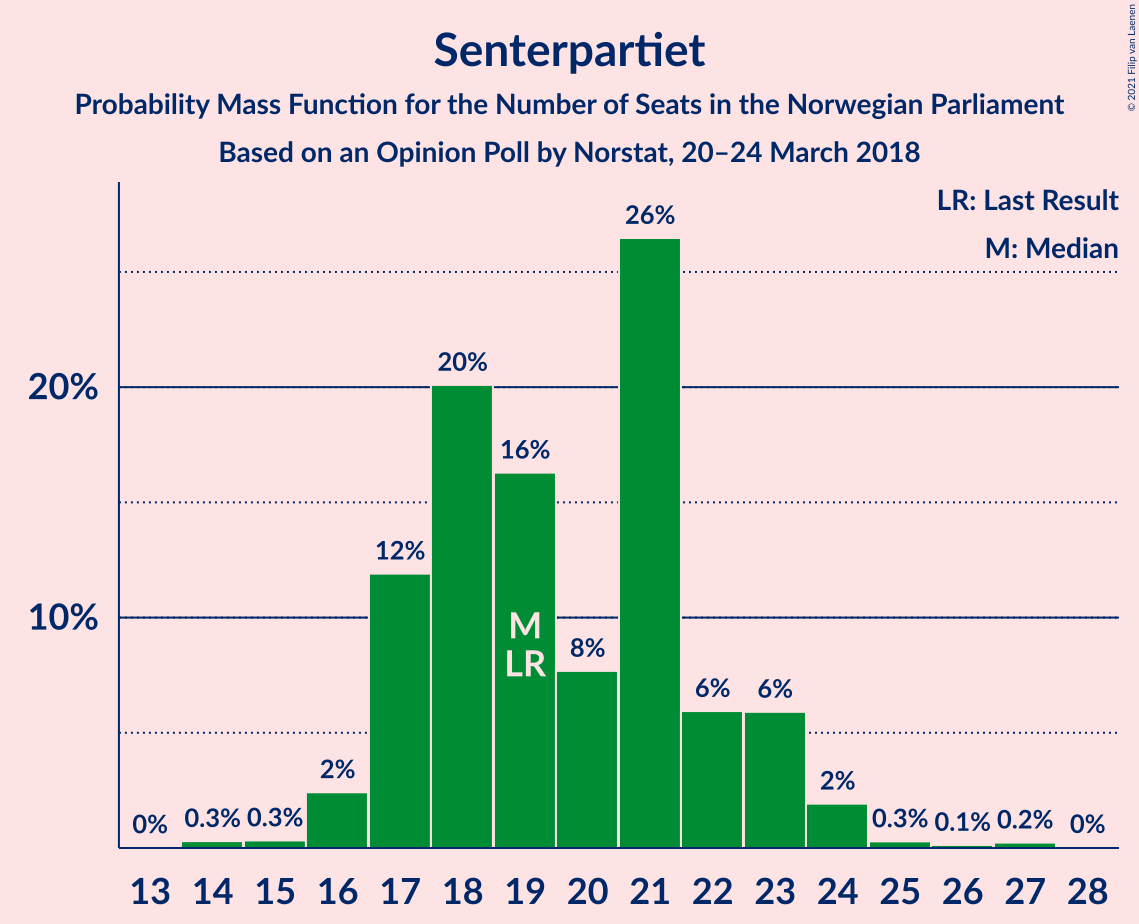 Senterpartiet
Probability Mass Function for the Number of Seats in the Norwegian Parliament
Based on an Opinion Poll by Norstat, 20–24 March 2018
© 2021 Filip van Laenen
LR: Last Result
M: Median
20%
10%
0%
0.3%
0.3%
2%
12%
20%
16%
8%
26%
6%
6%
2%
0.3%
0.1%
0.2%
0%
M
LR
13 14 15 16 17 18 19 20 21 22 23 24 25 26 27 28